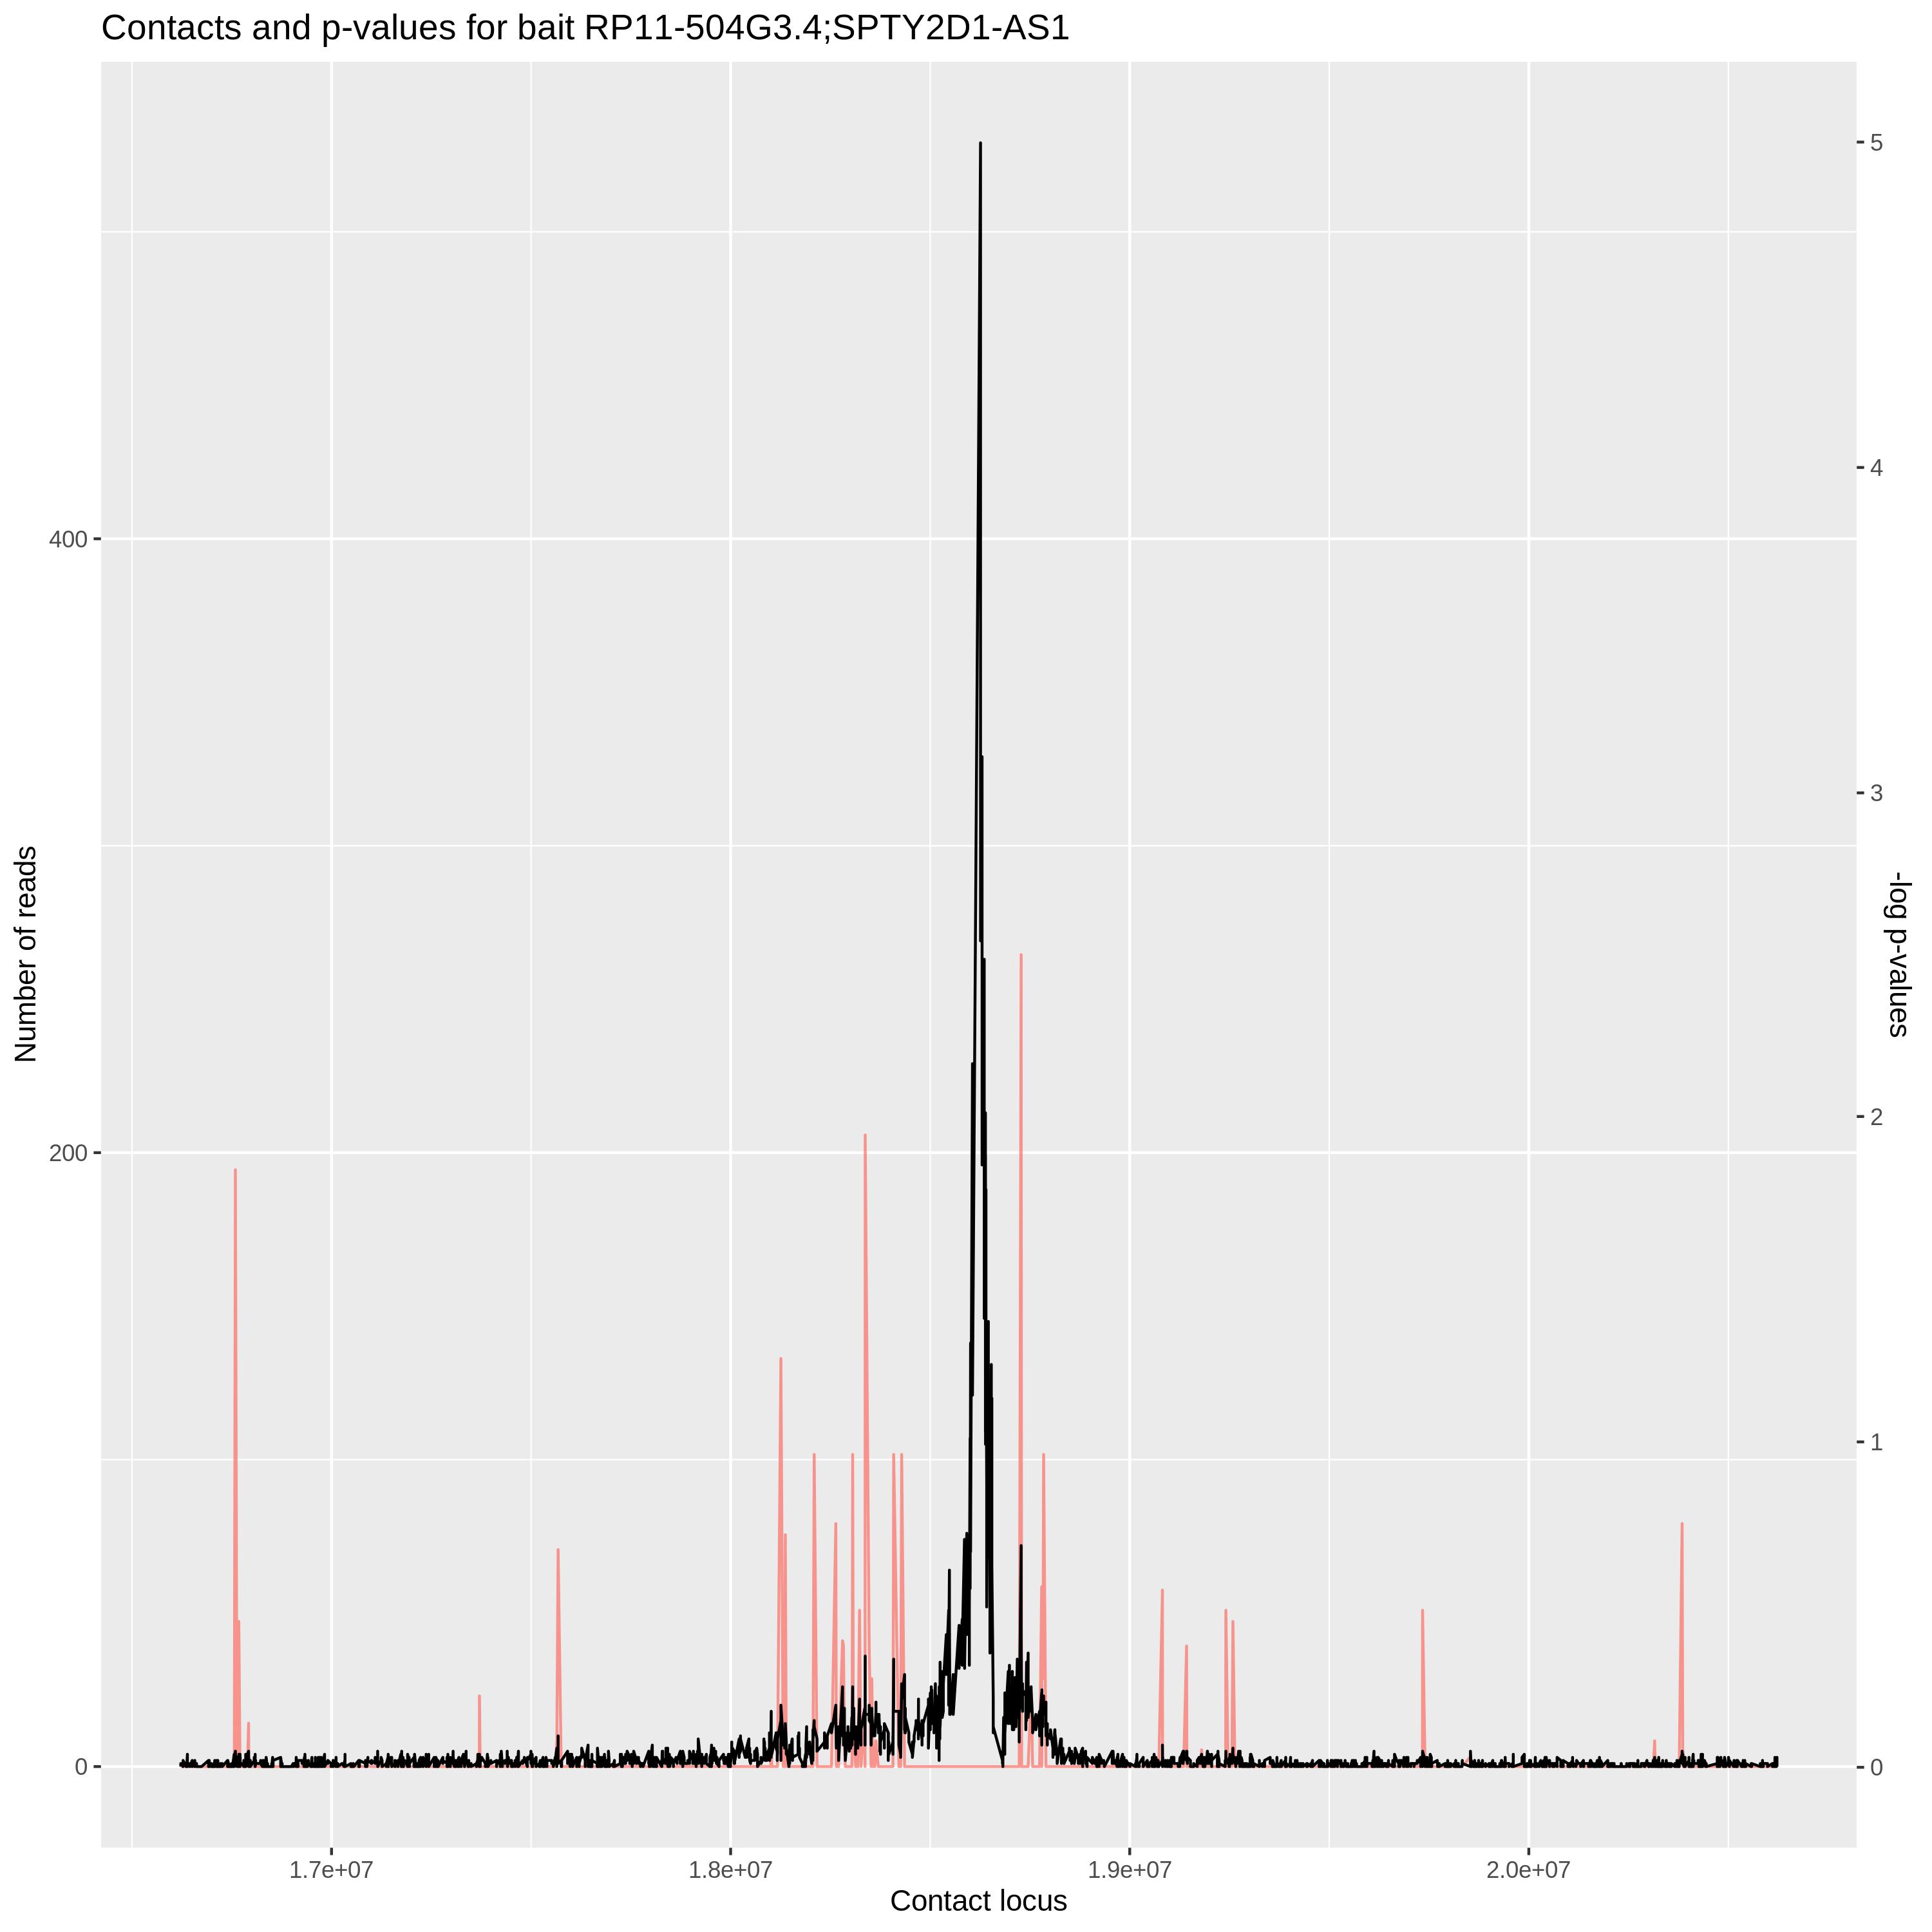 Contacts and p-values for bait RP11-504G3.4;SPTY2D1-AS1
5
4
400
3
Number of reads
-log p-values
2
200
1
0
0
1.7e+07
1.8e+07
1.9e+07
2.0e+07
Contact locus